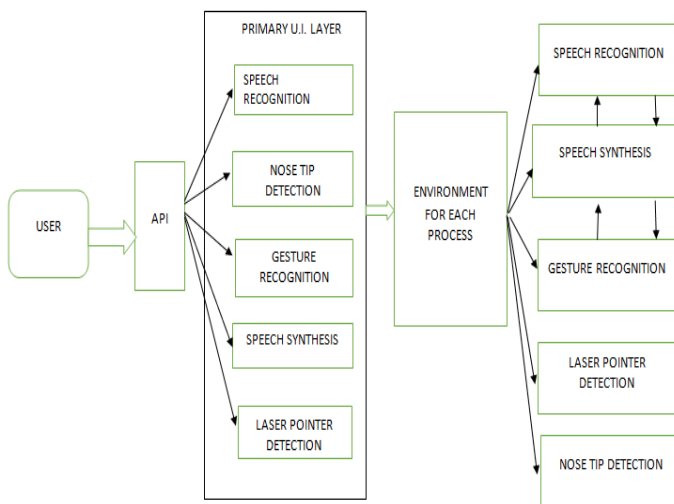 PRIMARY U.I. LAYER
USER
API
SPEECH
RECOGNITION
NOSE TIP
DETECTION
GESTURE
RECOGNITION
SPEECH SYNTHESIS
LASER POINTER
DETECTION
ENVIRONMENT
FOR EACH
PROCESS
SPEECH RECOGNITION
SPEECH SYNTHESIS
GESTURE RECOGNITION
LASER POINTER
DETECTION
NOSE TIP DETECTION